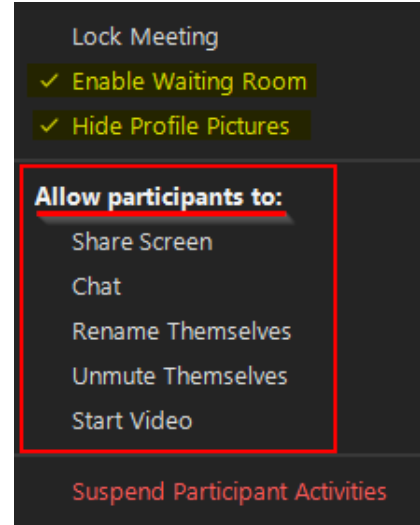 Lock Meeting
✓ Enable Waiting Room
✓ Hide Profile Pictures
Allow participants to:
Share Screen
Chat
Rename Themselves
Unmute Themselves
Start Video
Suspend Participant Activities